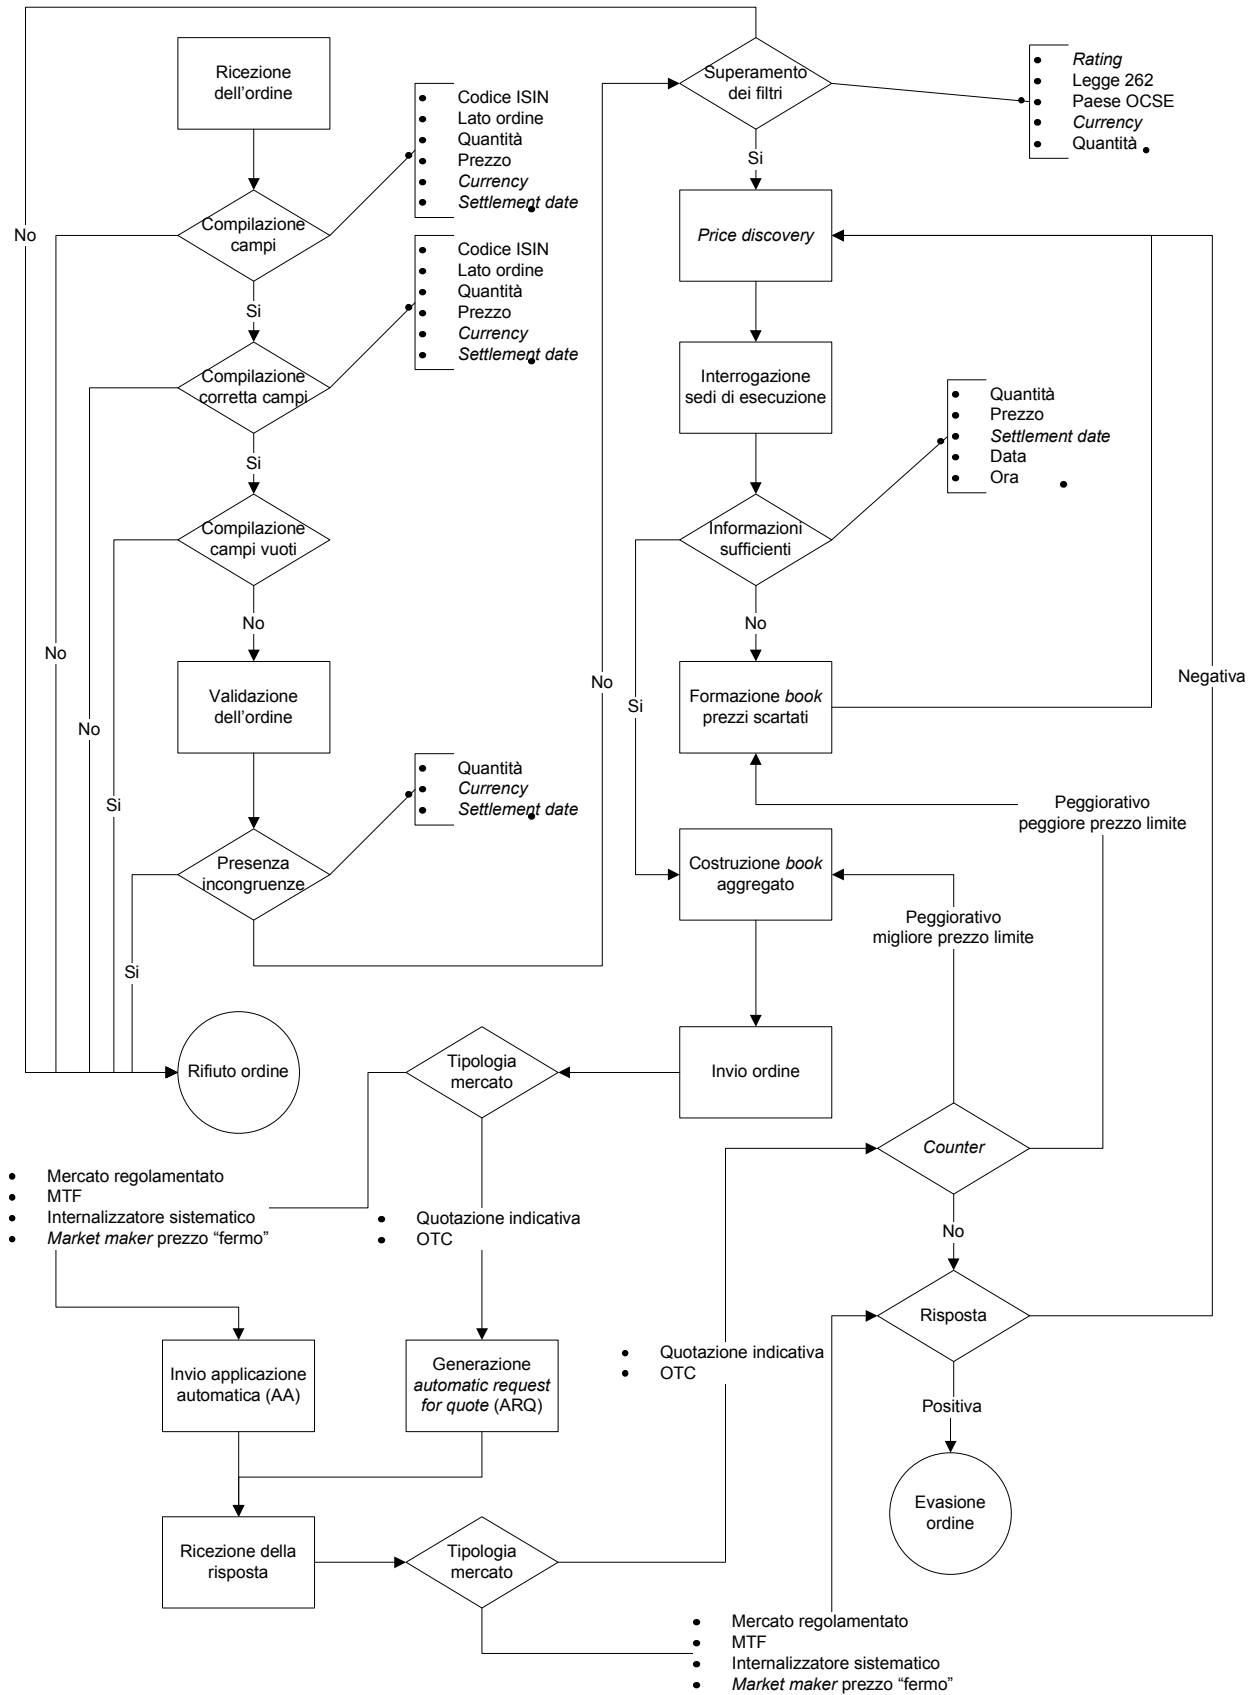 Ricezione
dell'ordine
Codice ISIN
Lato ordine
Quantità
Prezzo
Currency
Settlement date
Compilazione
campi
No
Si
Codice ISIN
Lato ordine
Quantità
Prezzo
Currency
Settlement date
Compilazione
corretta campi
No
Si
Compilazione
campi vuoti
No
Si
No
Validazione
dell'ordine
Quantità
Currency
Settlement date
Presenza
incongruenze
Si
No
Rifiuto ordine
Superamento
dei filtri
Rating
Legge 262
Paese OCSE
Currency
Quantità
Si
Price discovery
Interrogazione
sedi di esecuzione
Quantità
Prezzo
Settlement date
Data
Ora
Informazioni
sufficienti
No
Si
Formazione book
prezzi scartati
Negativa
Peggiorativo
peggiore prezzo limite
Costruzione book
aggregato
Peggiorativo
migliore prezzo limite
Invio ordine
Tipologia
mercato
Mercato regolamentato
MTF
Internalizzatore sistematico
Market maker prezzo “fermo”
Quotazione indicativa
OTC
Counter
No
Risposta
Invio applicazione
automatica (AA)
Generazione
automatic request
for quote (ARQ)
Quotazione indicativa
OTC
Positiva
Evasione
ordine
Ricezione della
risposta
Tipologia
mercato
Mercato regolamentato
MTF
Internalizzatore sistematico
Market maker prezzo “fermo”